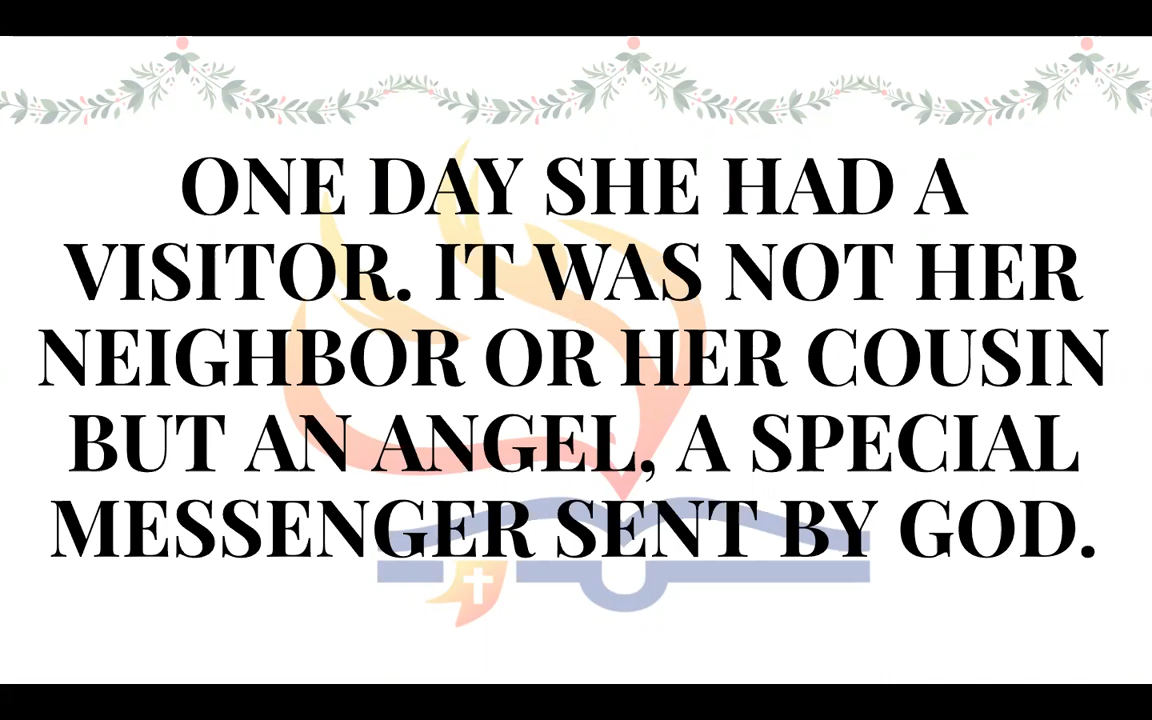 ONE DAY SHE HAD A
VISITOR. IT WAS NOT HER
NEIGHBOR OR HER COUSIN
BUT AN ANGEL, A SPECIAL
MESSENGER SENT BY GOD.